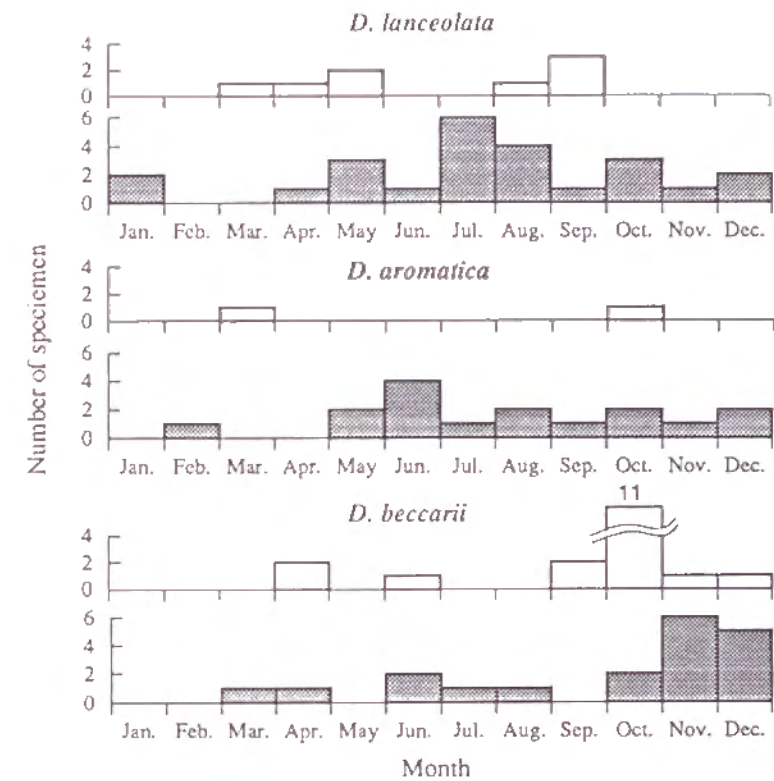 D. lanceolata
4
2
0
6
4
2
0
Jan. Feb. Mar. Apr. May Jun. Jul. Aug. Sep. Oct. Nov. Dec.
D. aromatica
4
2
0
6
4
2
0
Jan. Feb. Mar. Apr. May Jun. Jul. Aug. Sep. Oct. Nov. Dec.
D. beccarii
11
4
2
0
6
4
2
0
Jan. Feb. Mar. Apr. May Jun. Jul. Aug. Sep. Oct. Nov. Dec.
Month
Number of speciemen